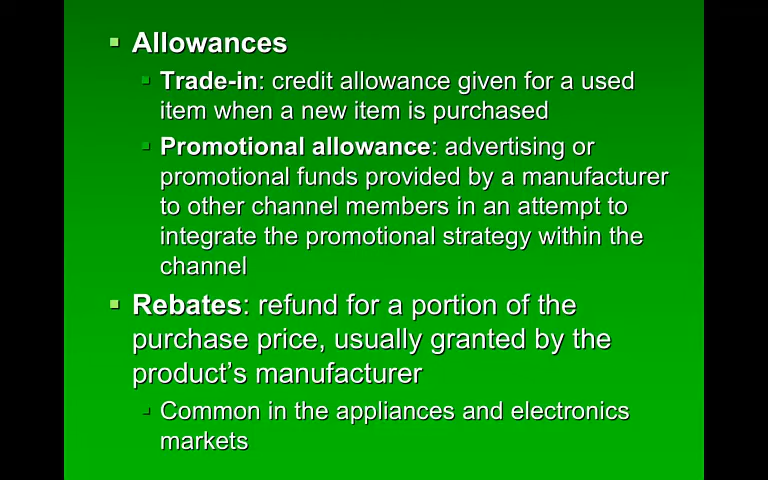 Allowances
Trade-in: credit allowance given for a used
item when a new item is purchased
Promotional allowance: advertising or
promotional funds provided by a manufacturer
to other channel members in an attempt to
integrate the promotional strategy within the
channel
Rebates: refund for a portion of the
purchase price, usually granted by the
product’s manufacturer
Common in the appliances and electronics
markets